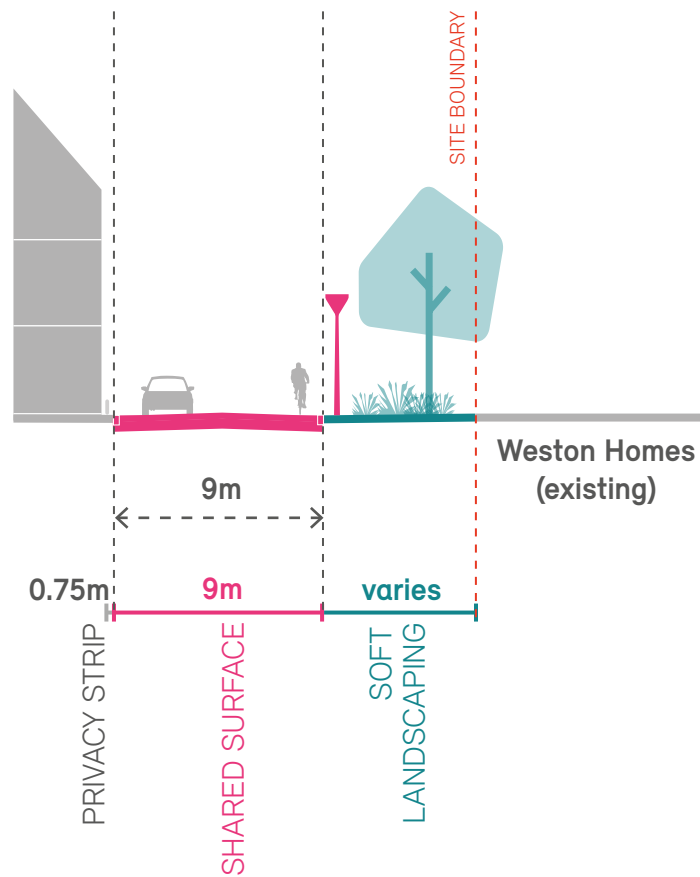 SITE BOUNDARY
Weston Homes
(existing)
9m
0.75m
9m
varies
PRIVACY STRIP
SHARED SURFACE
SOFT
LANDSCAPING